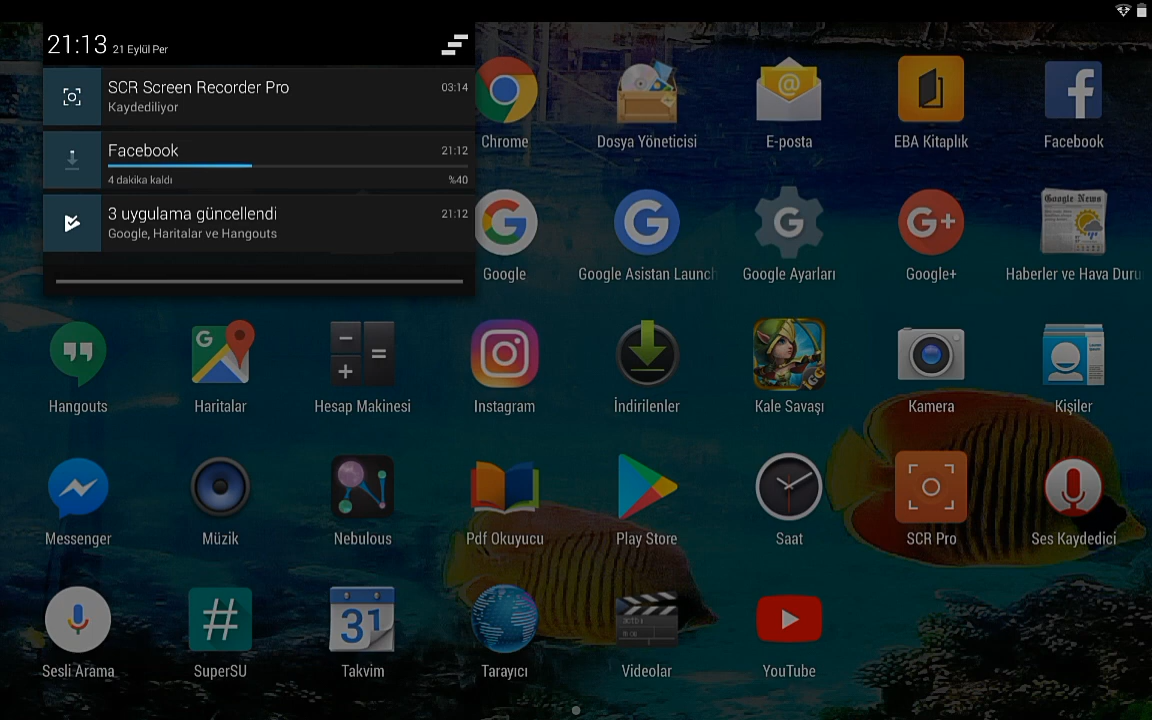 21:13 21 Eylül Per
SCR Screen Recorder Pro 03:14
Kaydediliyor
Facebook 21:12
4 dakika kaldı %40
3 uygulama güncellendi 21:12
Google, Haritalar ve Hangouts
Chrome Dosya Yöneticisi E-posta EBA Kitaplık Facebook
Google News
Google Google Asistan Launch Google Ayarları Google+ Haberler ve Hava Duru
Hangouts Haritalar Hesap Makinesi Instagram İndirilenler Kale Savaşı Kamera Kişiler
Messenger Müzik Nebulous Pdf Okuyucu Play Store Saat SCR Pro Ses Kaydedici
31
Sesli Arama SuperSU Takvim Tarayıcı Videolar YouTube